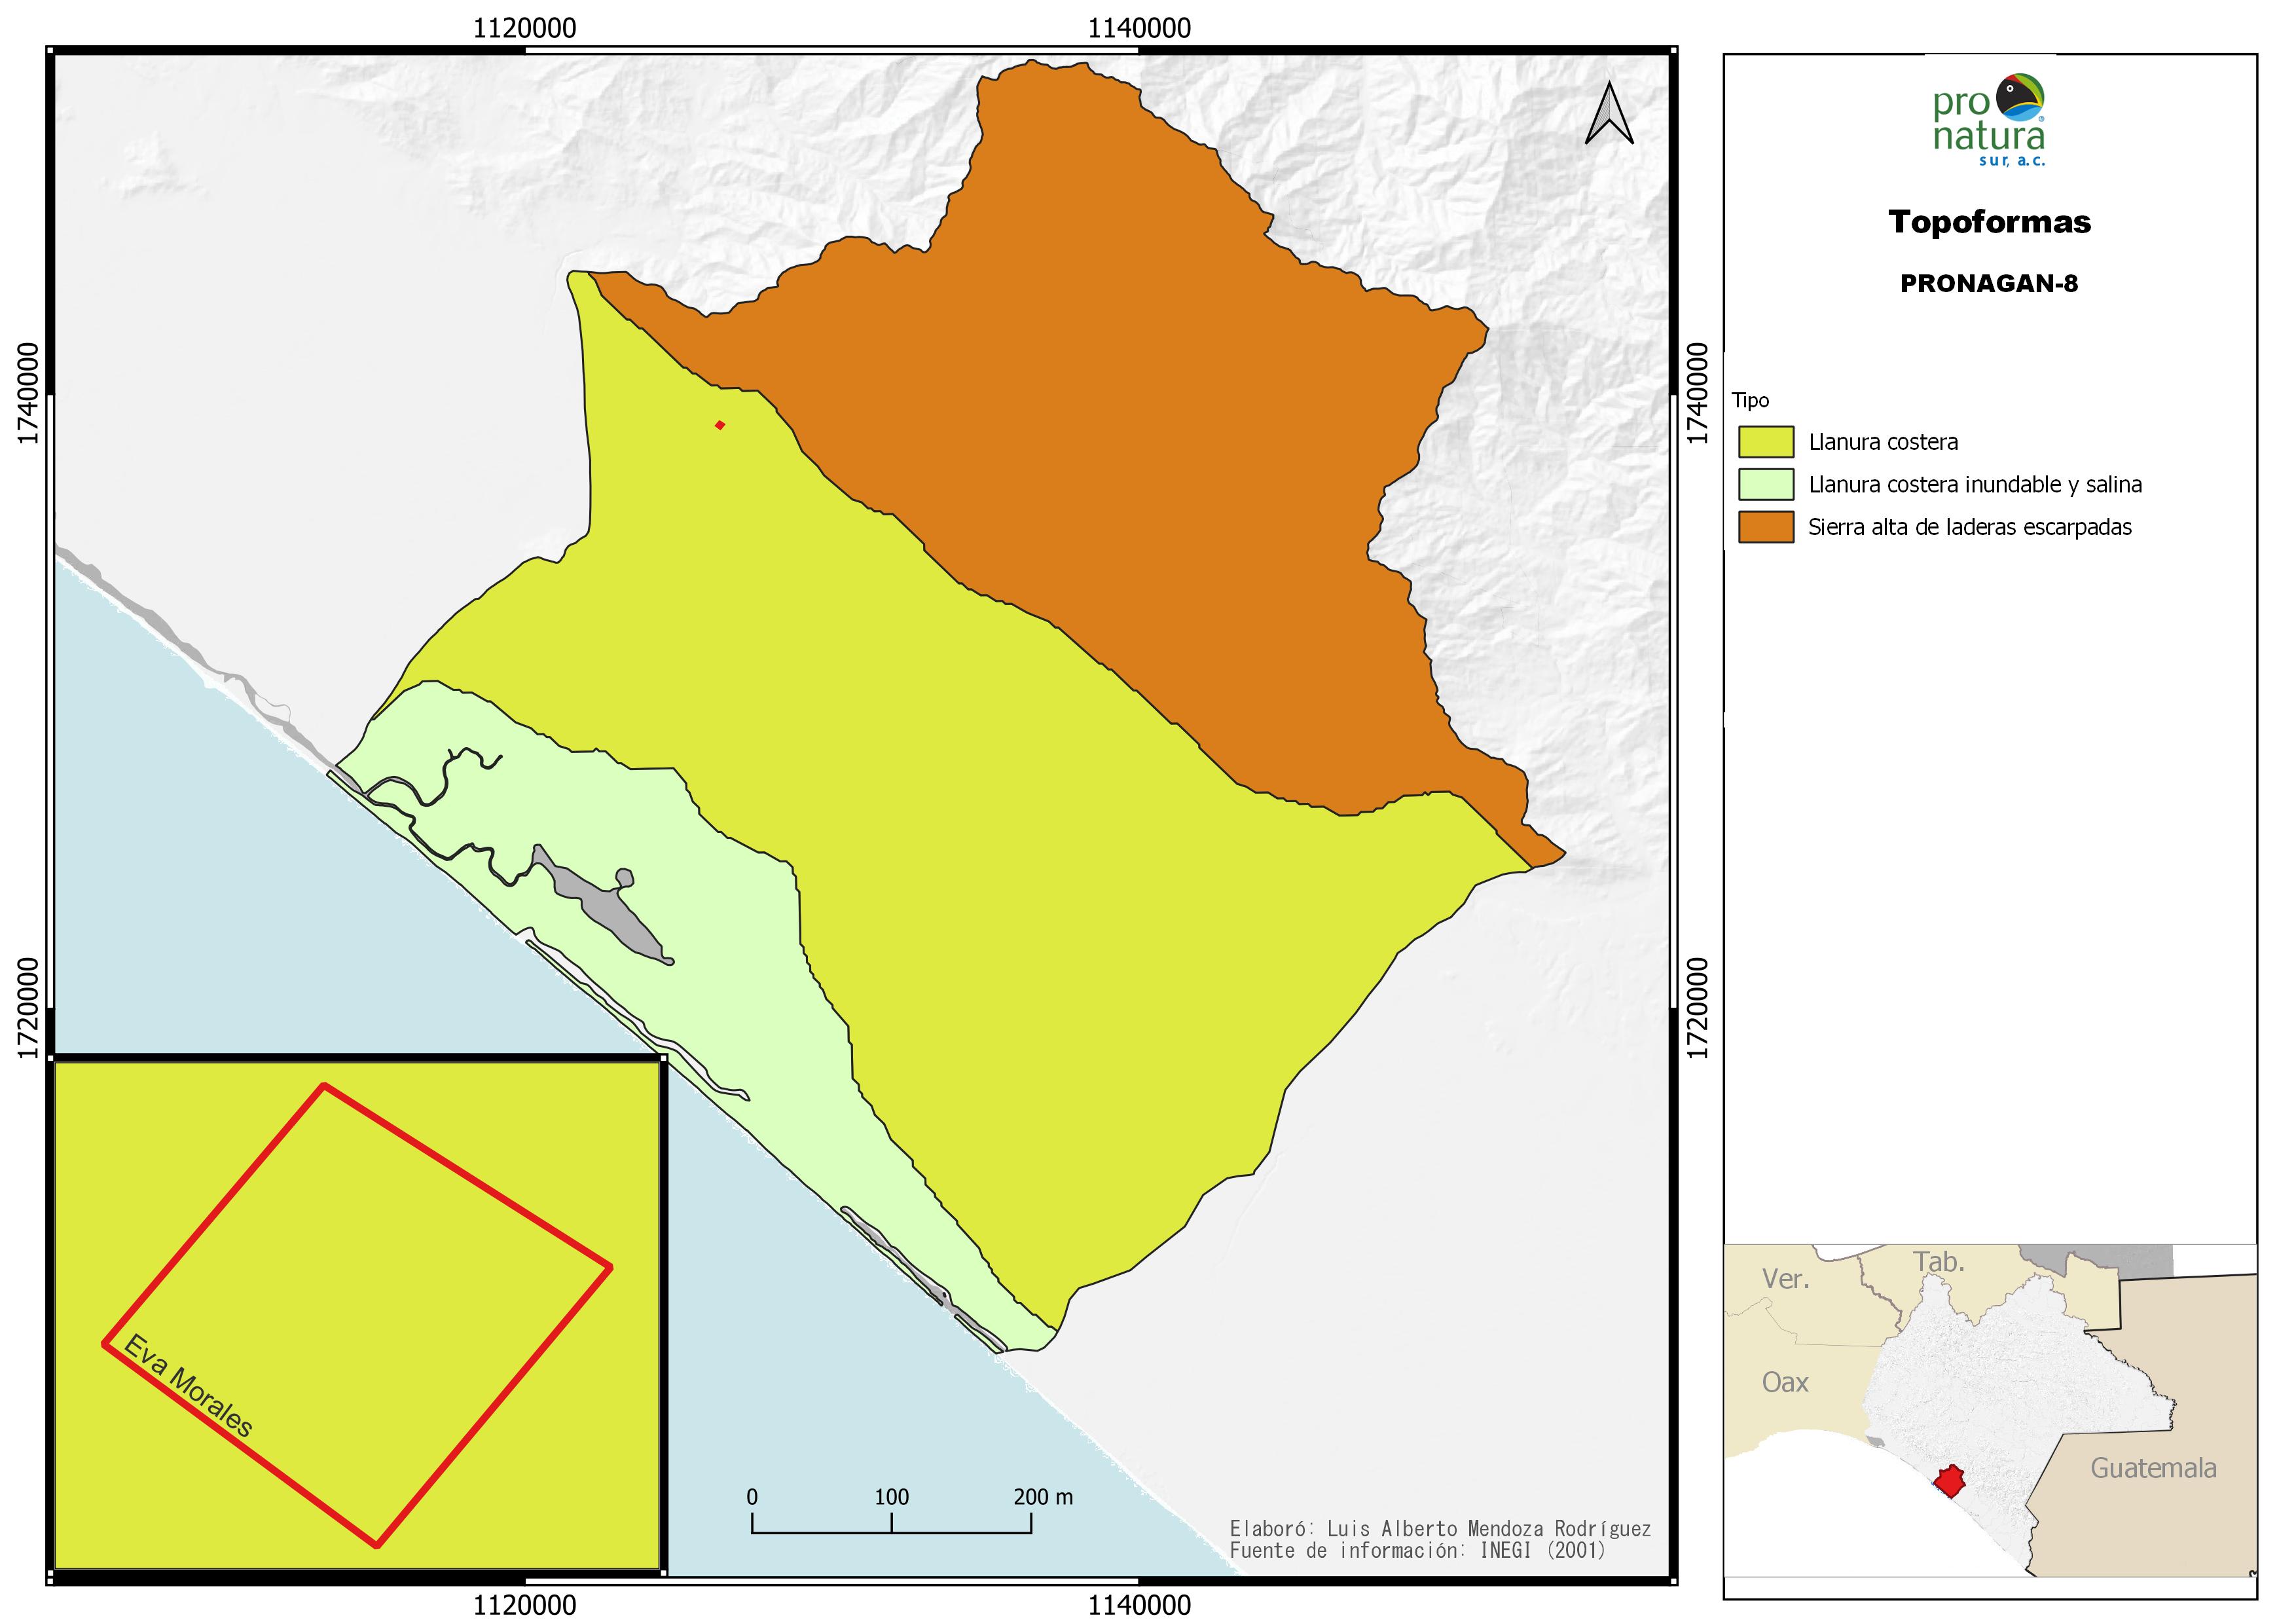 1120000
1140000
1740000
1740000
1720000
1720000
Eva Morales
0
100
200 m
Elaboró: Luis Alberto Mendoza Rodríguez
Fuente de información: INEGI (2001)
1120000
1140000
pro
natura
sur, a.c.
®
Topoformas
PRONAGAN-8
Tipo
Llanura costera
Llanura costera inundable y salina
Sierra alta de laderas escarpadas
Ver.
Tab.
Oax
Guatemala